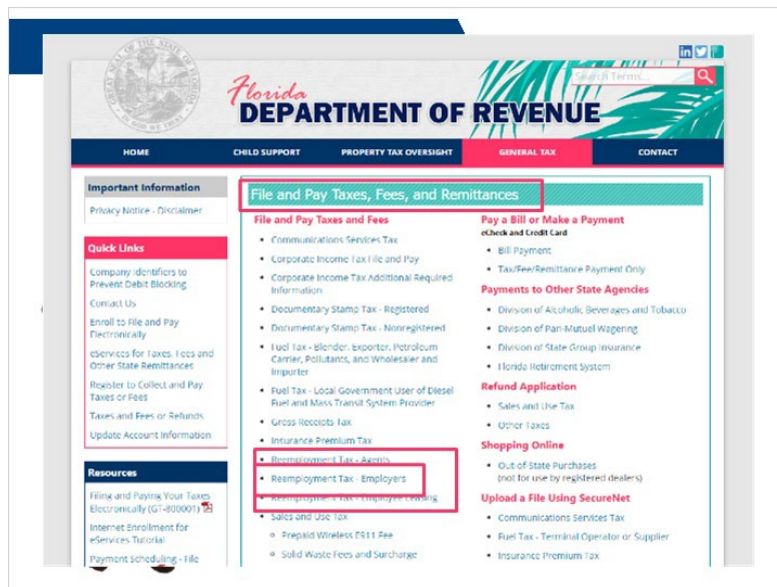 Search Terms...
Florida
DEPARTMENT OF REVENUE
HOME
CHILD SUPPORT
PROPERTY TAX OVERSIGHT
GENERAL TAX
CONTACT
Important Information
Privacy Notice - Disclaimer
Quick Links
Company Identifiers to
Prevent Debit Blocking
Contact Us
Enroll to File and Pay
Electronically
eServices for Taxes, Fees and
Other State Remittances
Register to Collect and Pay
Taxes or Fees
Taxes and Fees or Refunds
Update Account Information
Resources
Filing and Paying Your Taxes
Electronically (GT-800001)
Internet Enrollment for
eServices Tutorial
Payment Scheduling - File
File and Pay Taxes, Fees, and Remittances
File and Pay Taxes and Fees
Communications Services Tax
Corporate Income Tax File and Pay
Corporate Income Tax Additional Required
Information
Documentary Stamp Tax - Registered
Documentary Stamp Tax - Nonregistered
Fuel Tax - Blender, Exporter, Petroleum
Carrier, Pollutants, and Wholesaler and
Importer
Fuel Tax - Local Government User of Diesel
Fuel and Mass Transit System Provider
Gross Receipts Tax
Insurance Premium Tax
Reemployment Tax - Agents
Reemployment Tax - Employers
Reemployment Tax - Employee Leasing
Sales and Use Tax
Prepaid Wireless E911 Fee
Solid Waste Fees and Surcharge
Pay a Bill or Make a Payment
eCheck and Credit Card
Bill Payment
Tax/Fee/Remittance Payment Only
Payments to Other State Agencies
Division of Alcoholic Beverages and Tobacco
Division of Pari-Mutuel Wagering
Division of State Group Insurance
Florida Retirement System
Refund Application
Sales and Use Tax
Other Taxes
Shopping Online
Out-of-State Purchases
(not for use by registered dealers)
Upload a File Using SecureNet
Communications Services Tax
Fuel Tax - Terminal Operator or Supplier
Insurance Premium Tax